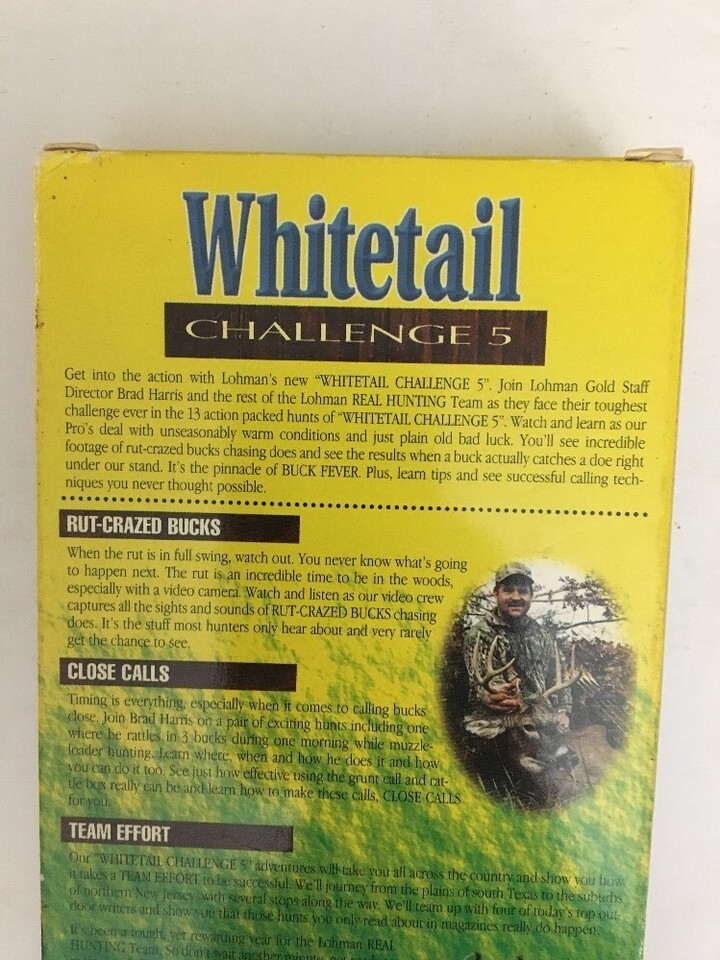 Whitetail
CHALLENGE 5
Get into the action with Lohman's new "WHITETAIL CHALLENGE 5". Join Lohman Gold Staff
Director Brad Harris and the rest of the Lohman REAL HUNTING Team as they face their toughest
challenge ever in the 13 action packed hunts of "WHITETAIL CHALLENGE 5". Watch and learn as our
Pro's deal with unseasonably warm conditions and just plain old bad luck. You'll see incredible
footage of rut-crazed bucks chasing does and see the results when a buck actually catches a doe right
under our stand. It's the pinnacle of BUCK FEVER. Plus, learn tips and see successful calling tech-
niques you never thought possible.
RUT-CRAZED BUCKS
When the rut is in full swing, watch out. You never know what's going
to happen next. The rut is an incredible time to be in the woods,
especially with a video camera. Watch and listen as our video crew
captures all the sights and sounds of RUT-CRAZED BUCKS chasing
does. It's the stuff most hunters only hear about and very rarely
get the chance to see.
CLOSE CALLS
Timing is everything, especially when it comes to calling bucks
close. Join Brad Harris on a pair of exciting hunts including one
where he rattles in 3 bucks during one morning while muzzle-
loader hunting. Learn where, when and how he does it and how
you can do it too. See just how effective using the grunt call and rat-
tle box really can be and learn how to make these calls, CLOSE CALLS
for you.
TEAM EFFORT
Our "WHITETAIL CHALLENGE 5" adventures will take you all across the country and show you how
it takes a TEAM EFFORT to be successful. We'll journey from the plains of south Texas to the suburbs
of northern New Jersey, with several stops along the way. We'll team up with four of today's top out-
door writers and show you that those hunts you only read about in magazines really do happen.
It's been a tough, yet rewarding year for the Lohman REAL
HUNTING Team. So don't wait another minute, get